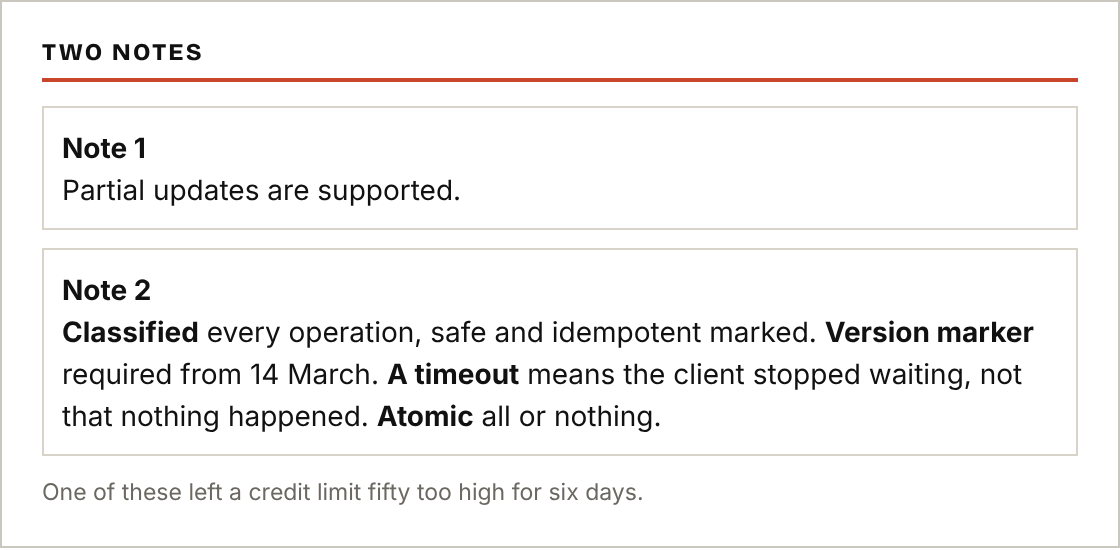 TWO NOTES
Note 1
Partial updates are supported.
Note 2
Classified every operation, safe and idempotent marked. Version marker
required from 14 March. A timeout means the client stopped waiting, not
that nothing happened. Atomic all or nothing.
One of these left a credit limit fifty too high for six days.